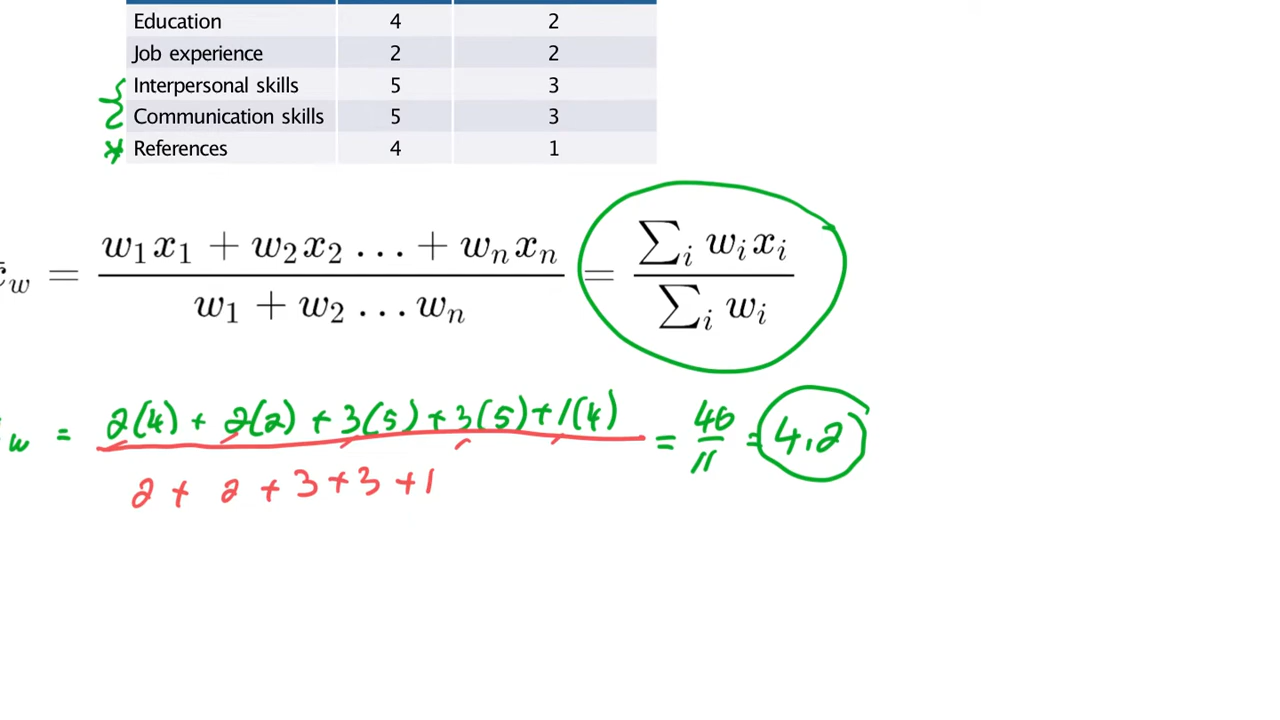 Education 4 2
Job experience 2 2
Interpersonal skills 5 3
Communication skills 5 3
* References 4 1
w = w1x1 + w2x2 ... + wnxn / w1 + w2 ... wn = ∑i wixi / ∑i wi
w = 2(4) + 2(2) + 3(5) + 3(5) + 1(4) / 2 + 2 + 3 + 3 + 1 = 46/11 = 4.2